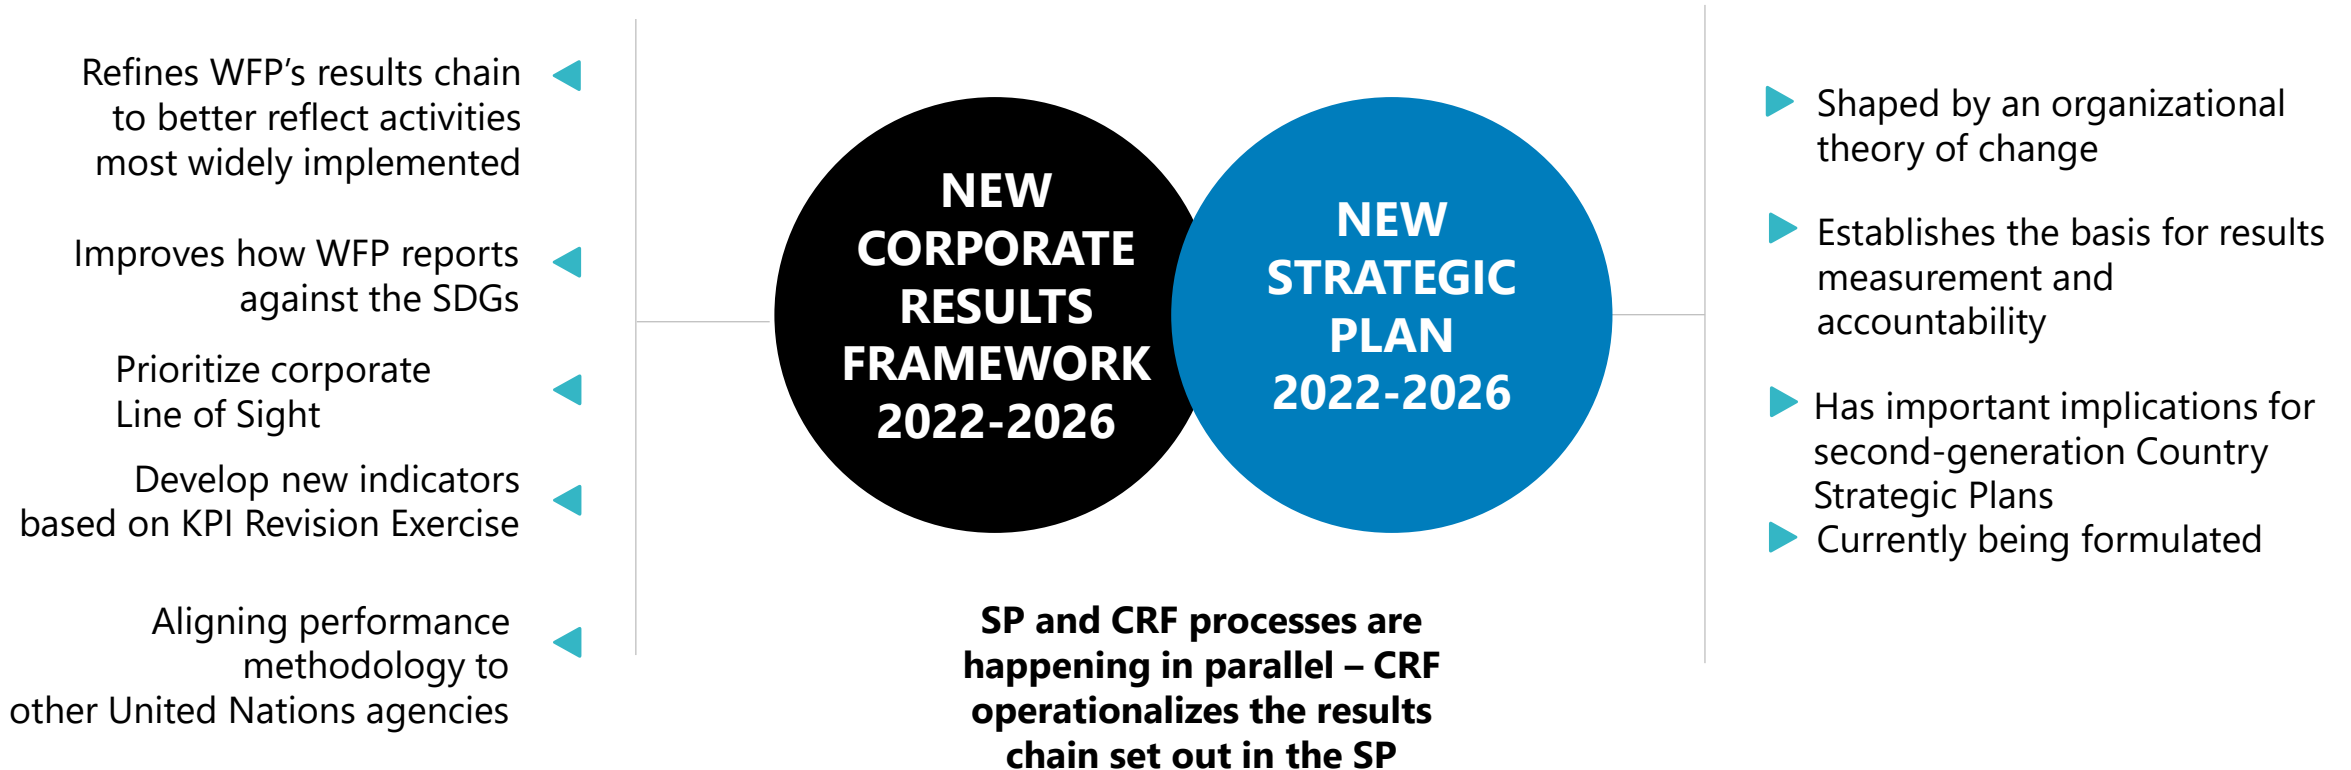 Refines WFP’s results chain
to better reflect activities
most widely implemented
Improves how WFP reports
against the SDGs
Prioritize corporate
Line of Sight
Develop new indicators
based on KPI Revision Exercise
Aligning performance
methodology to
other United Nations agencies
NEW
CORPORATE
RESULTS
FRAMEWORK
2022-2026
NEW
STRATEGIC
PLAN
2022-2026
SP and CRF processes are
happening in parallel – CRF
operationalizes the results
chain set out in the SP
Shaped by an organizational
theory of change
Establishes the basis for results
measurement and
accountability
Has important implications for
second-generation Country
Strategic Plans
Currently being formulated